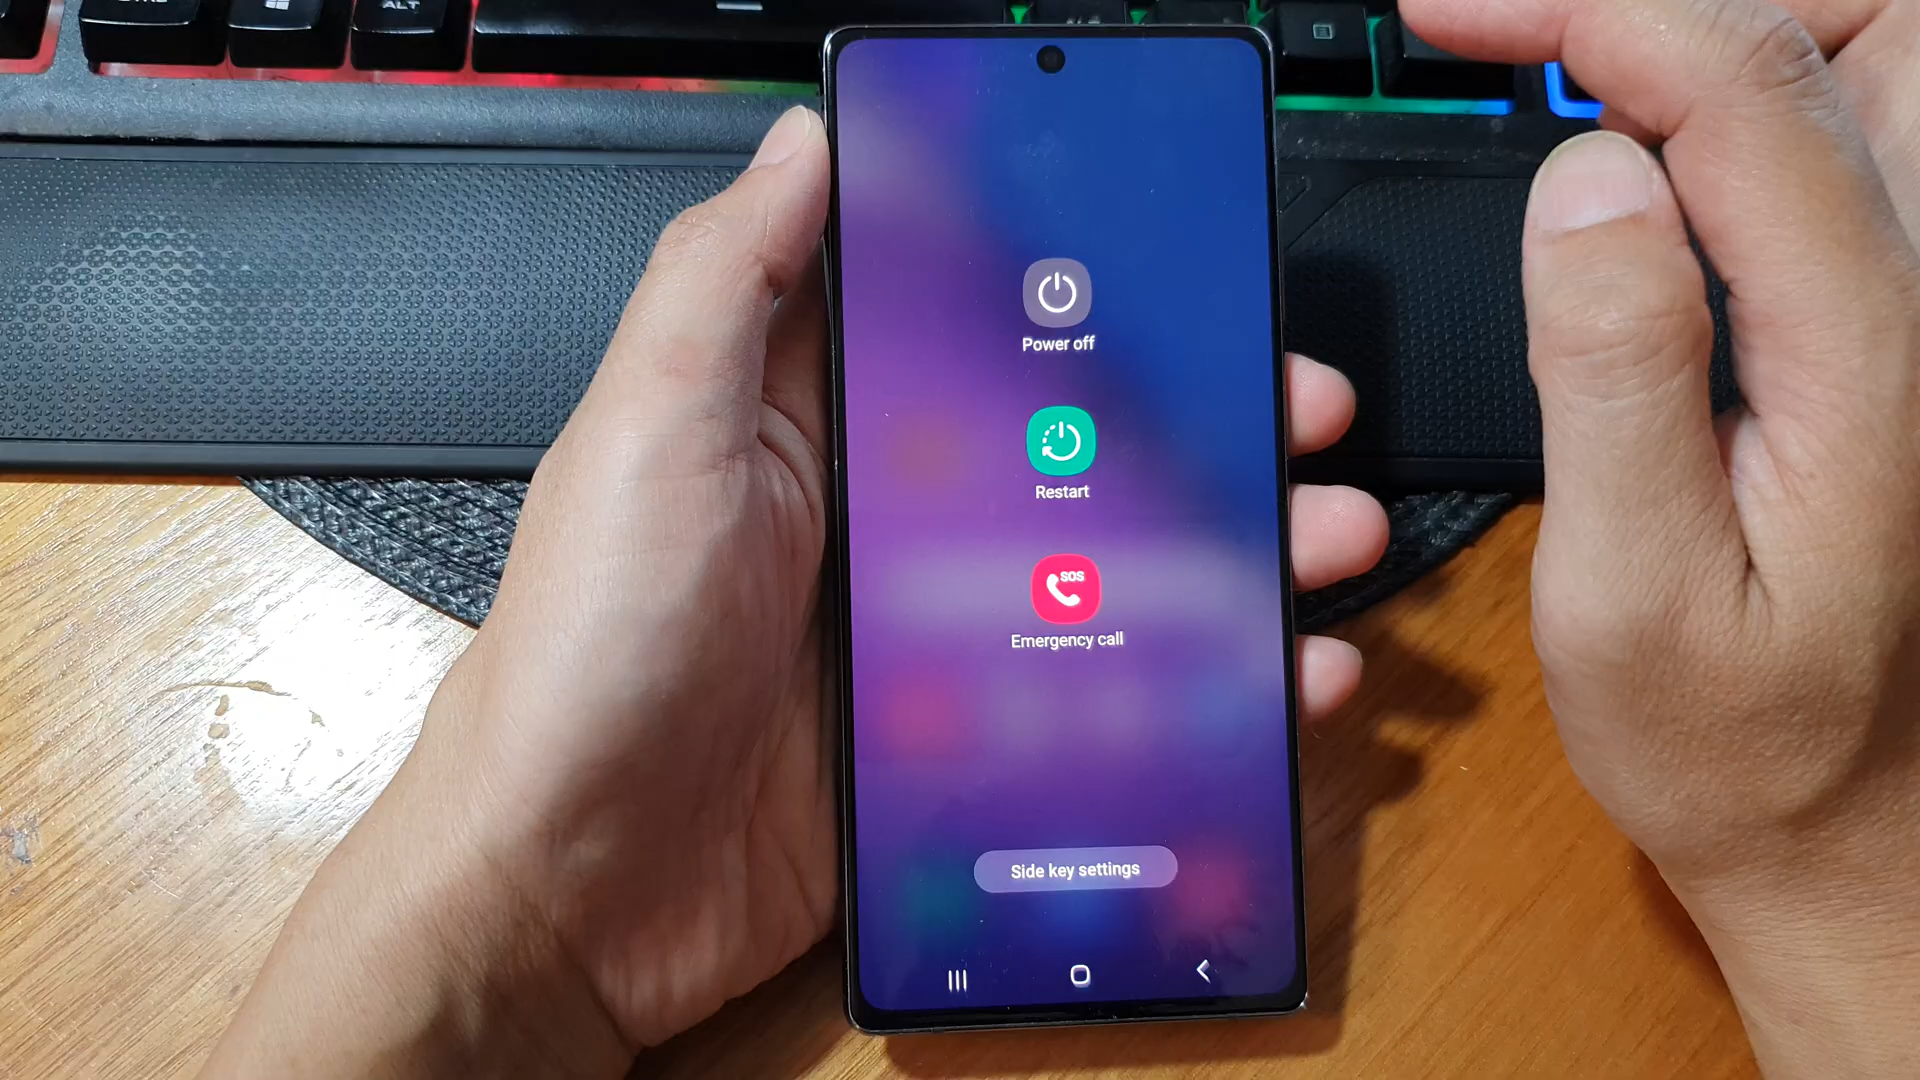 ALT
Power off
Restart
SOS
Emergency call
Side key settings